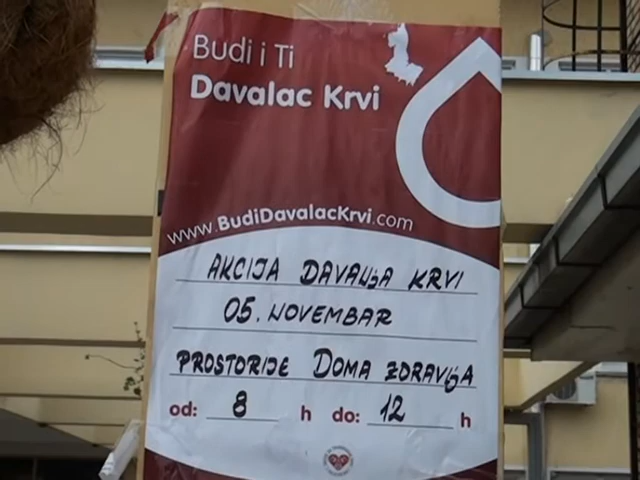 Budi i Ti
Davalac Krvi
www.BudiDavalacKrvi.com
AKCIJA DAVANJA KRVI
05. NOVEMBAR
PROSTORIJE DOMA ZDRAVLJA
od: 8 h do: 12 h